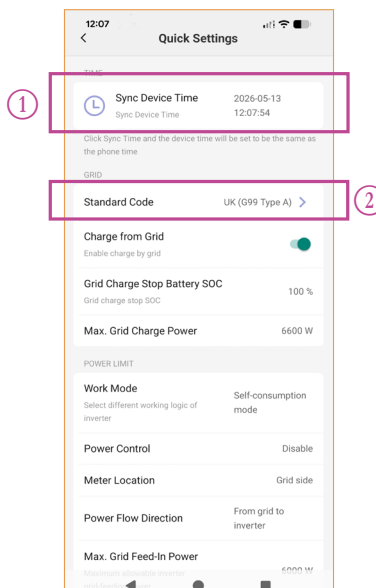 12:07
Quick Settings
TIME
1
Sync Device Time
2026-05-13
Sync Device Time
12:07:54
Click Sync Time and the device time will be set to be the same as
the phone time
GRID
Standard Code
UK (G99 Type A)
2
Charge from Grid
Enable charge by grid
Grid Charge Stop Battery SOC
100 %
Grid charge stop SOC
Max. Grid Charge Power
6600 W
POWER LIMIT
Work Mode
Select different working logic of
inverter
Self-consumption
mode
Power Control
Disable
Meter Location
Grid side
Power Flow Direction
From grid to
inverter
Max. Grid Feed-In Power
Maximum allowable inverter
6000 W